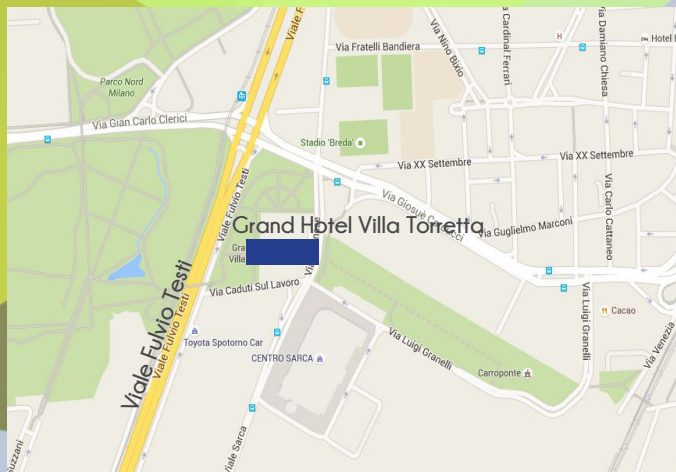 Viale F
Via Fratelli Bandiera
Via Nino Bixio
a Cardinal Ferrari
Via Damiano Chiesa
H
Hotel
Parco Nord
Milano
Via Gian Carlo Clerici
Stadio 'Breda'
Via XX Settembre
Via XX Settembre
Viale Fulvio Testi
Via Giosuè Carducci
Via Carlo Cattaneo
Grand Hotel Villa Torretta
Via Guglielmo Marconi
Gra
Villa
Via Caduti Sul Lavoro
Viale Fulvio Testi
Viale Fulvio Testi
Toyota Spotorno Car
CENTRO SARCA
Via Luigi Granelli
Via Luigi Granelli
Cacao
Carroponte
Via Venezia
Viale Sarca
uzzani